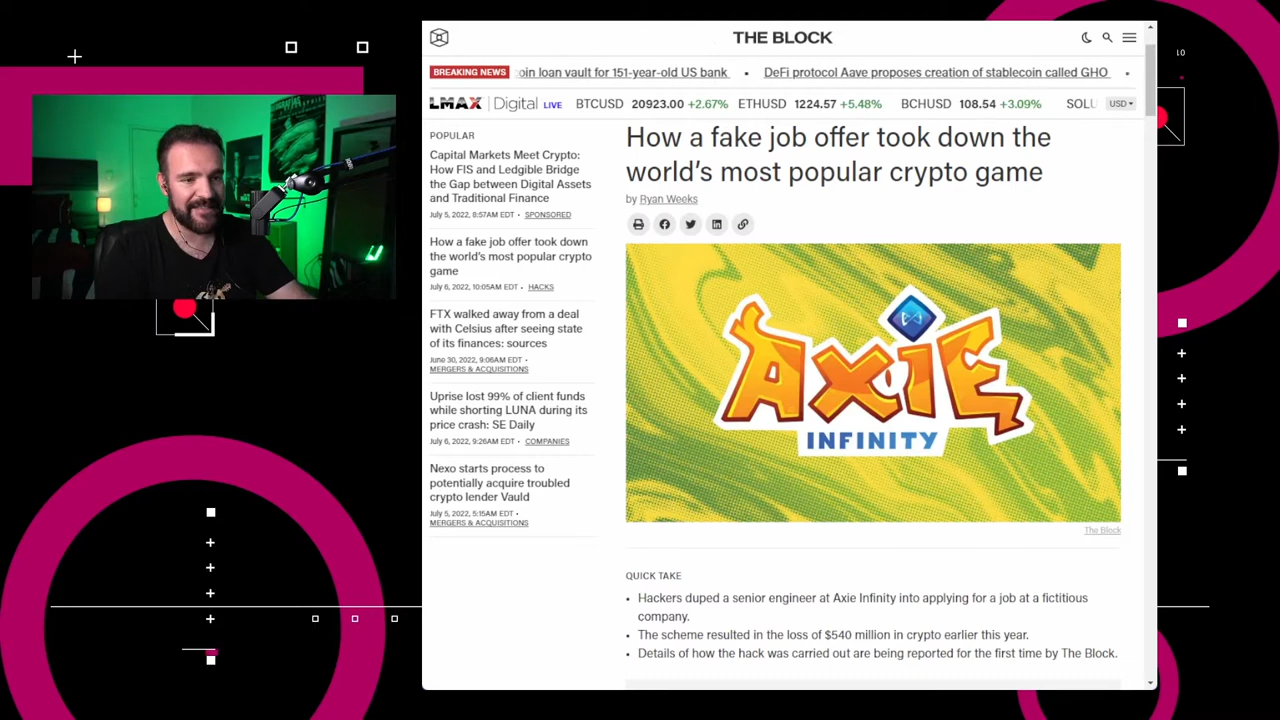 THE BLOCK
BREAKING NEWS
oin loan vault for 151-year-old US bank ▪ DeFi protocol Aave proposes creation of stablecoin called GHO ▪
LMAX Digital LIVE BTCUSD 20923.00 +2.67% ETHUSD 1224.57 +5.48% BCHUSD 108.54 +3.09% SOLU USD
POPULAR
Capital Markets Meet Crypto:
How FIS and Ledgible Bridge
the Gap between Digital Assets
and Traditional Finance
July 5, 2022, 8:57AM EDT • SPONSORED
How a fake job offer took down
the world's most popular crypto
game
July 6, 2022, 10:05AM EDT • HACKS
FTX walked away from a deal
with Celsius after seeing state
of its finances: sources
June 30, 2022, 9:06AM EDT •
MERGERS & ACQUISITIONS
Uprise lost 99% of client funds
while shorting LUNA during its
price crash: SE Daily
July 6, 2022, 9:26AM EDT • COMPANIES
Nexo starts process to
potentially acquire troubled
crypto lender Vauld
July 5, 2022, 5:15AM EDT •
MERGERS & ACQUISITIONS
How a fake job offer took down the
world's most popular crypto game
by Ryan Weeks
AXIE
INFINITY
The Block
QUICK TAKE
• Hackers duped a senior engineer at Axie Infinity into applying for a job at a fictitious
company.
• The scheme resulted in the loss of $540 million in crypto earlier this year.
• Details of how the hack was carried out are being reported for the first time by The Block.